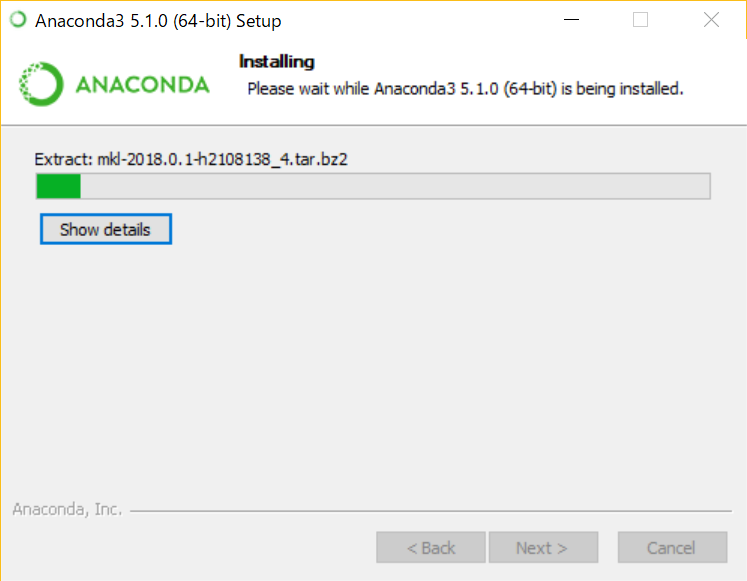 Anaconda3 5.1.0 (64-bit) Setup
ANACONDA
Installing
Please wait while Anaconda3 5.1.0 (64-bit) is being installed.
Extract: mkl-2018.0.1-h2108138_4.tar.bz2
Show details
Anaconda, Inc.
< Back Next > Cancel